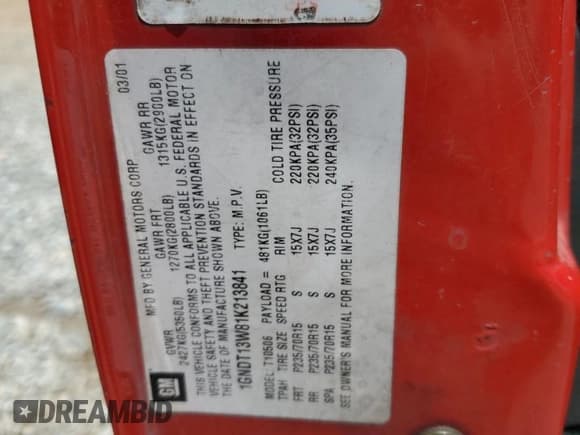 MFD BY GENERAL MOTORS CORP 03/01
GVWR GAWR FRT GAWR RR
2427KG(5350LB) 1270KG(2800LB) 1315KG(2900LB)
THIS VEHICLE CONFORMS TO ALL APPLICABLE U.S. FEDERAL MOTOR
VEHICLE SAFETY AND THEFT PREVENTION STANDARDS IN EFFECT ON
THE DATE OF MANUFACTURE SHOWN ABOVE.
1GNDT13W81K213841 TYPE: M.P.V.
MODEL: T10506 PAYLOAD = 481KG(1061LB)
TPAH TIRE SIZE SPEED RTG RIM COLD TIRE PRESSURE
FRT P235/70R15 S 15X7J 220KPA(32PSI)
RR P235/70R15 S 15X7J 220KPA(32PSI)
SPA P235/70R15 S 15X7J 240KPA(35PSI)
SEE OWNER'S MANUAL FOR MORE INFORMATION.
GM
DREAMBID